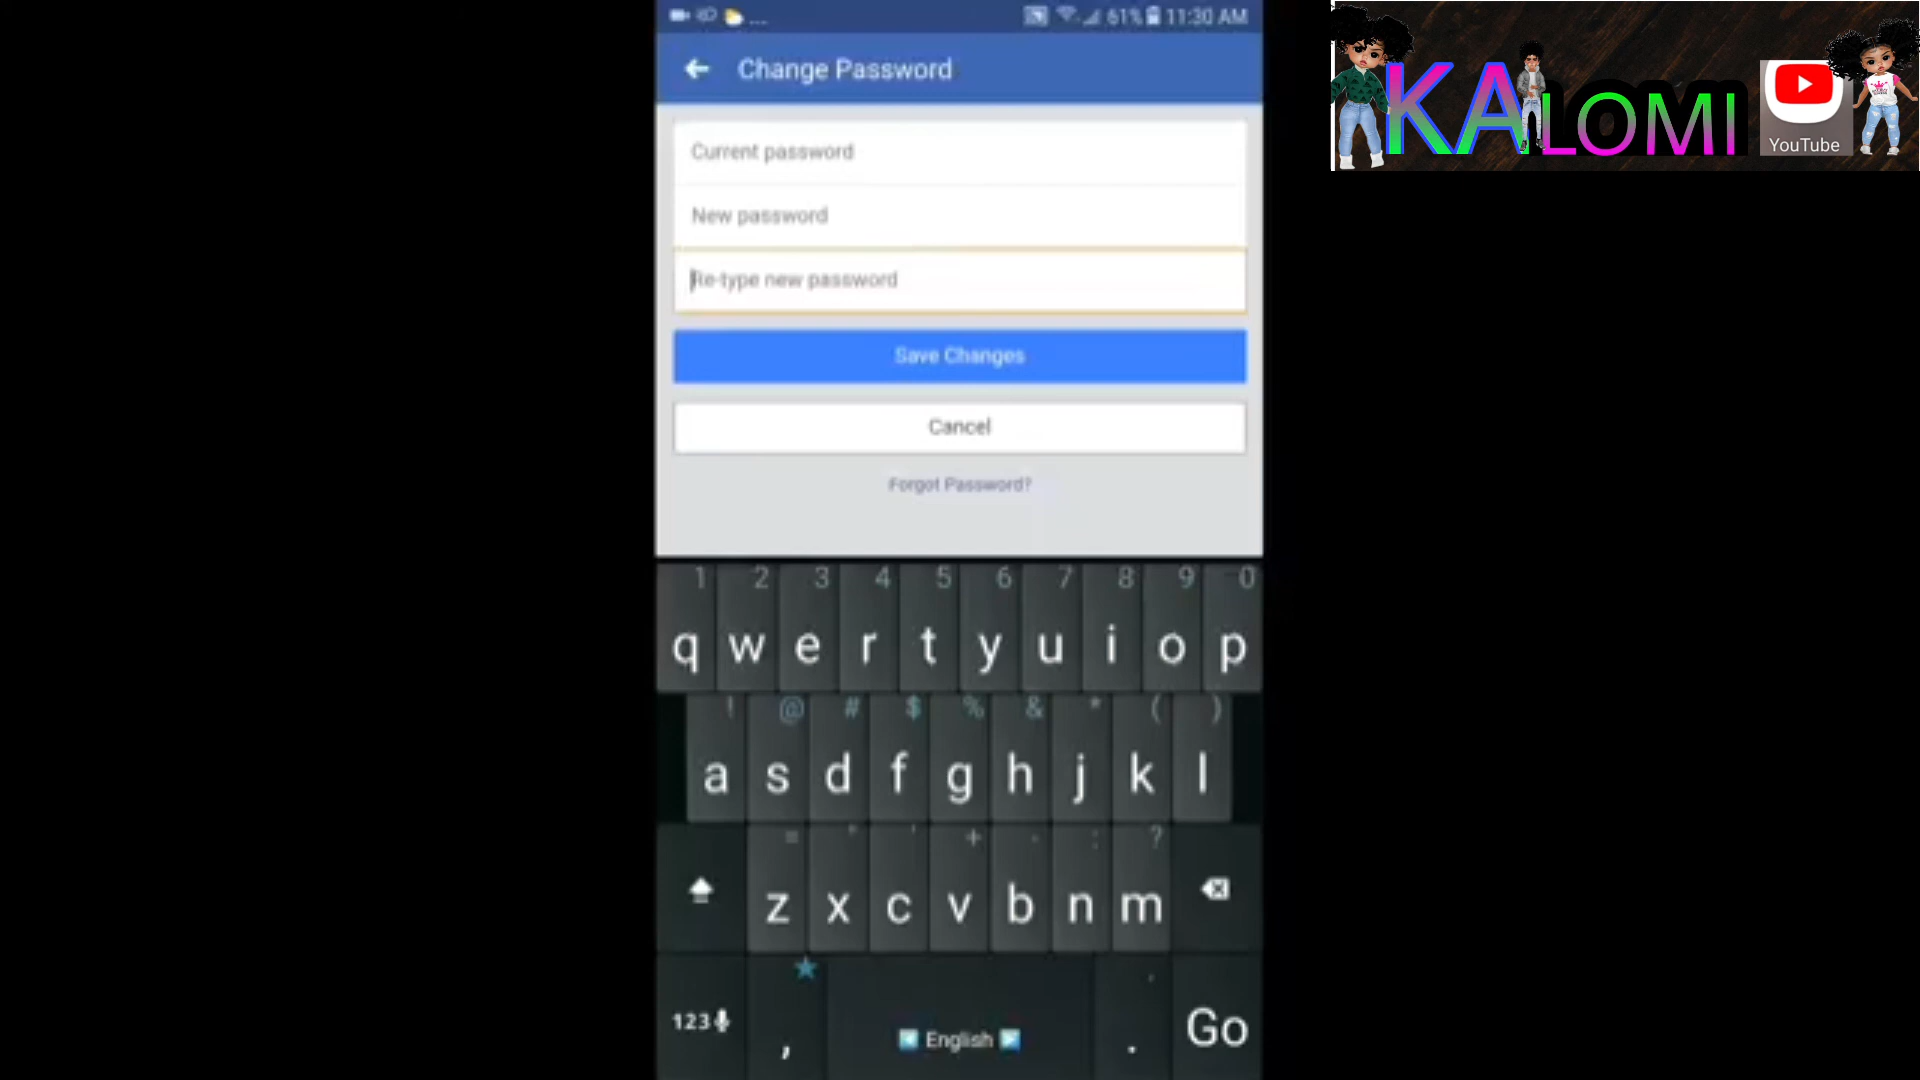 ... 61% 11:30 AM
Change Password
Current password
New password
Re-type new password
Save Changes
Cancel
Forgot Password?
1 2 3 4 5 6 7 8 9 0
q w e r t y u i o p
! @ # $ % & * ( )
a s d f g h j k l
= " ' + - : ?
z x c v b n m
123 , English . Go
KALOMI
YouTube